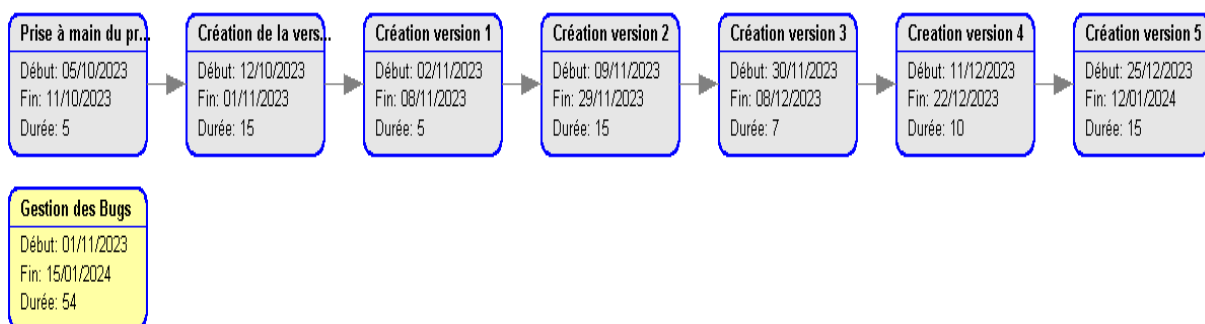 Prise à main du pr...
Début: 05/10/2023
Fin: 11/10/2023
Durée: 5
Création de la vers...
Début: 12/10/2023
Fin: 01/11/2023
Durée: 15
Création version 1
Début: 02/11/2023
Fin: 08/11/2023
Durée: 5
Création version 2
Début: 09/11/2023
Fin: 29/11/2023
Durée: 15
Création version 3
Début: 30/11/2023
Fin: 08/12/2023
Durée: 7
Creation version 4
Début: 11/12/2023
Fin: 22/12/2023
Durée: 10
Création version 5
Début: 25/12/2023
Fin: 12/01/2024
Durée: 15
Gestion des Bugs
Début: 01/11/2023
Fin: 15/01/2024
Durée: 54